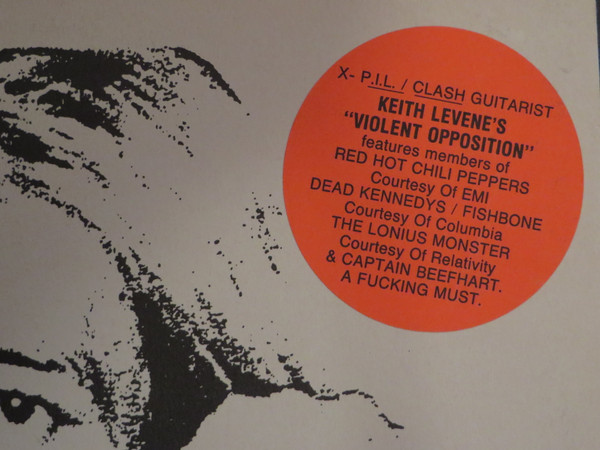 X- P.I.L. / CLASH GUITARIST
KEITH LEVENE'S
"VIOLENT OPPOSITION"
features members of
RED HOT CHILI PEPPERS
Courtesy Of EMI
DEAD KENNEDYS / FISHBONE
Courtesy Of Columbia
THE LONIUS MONSTER
Courtesy Of Relativity
& CAPTAIN BEEFHART.
A FUCKING MUST.